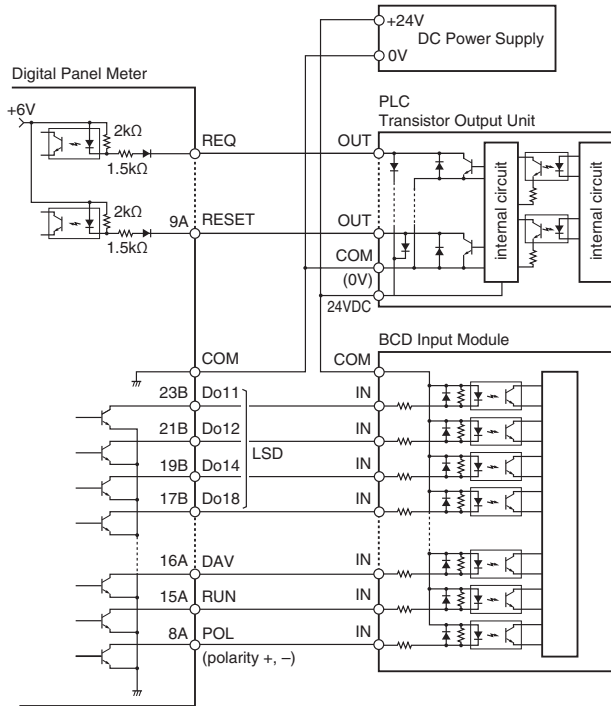 +24V
DC Power Supply
0V
Digital Panel Meter
PLC
Transistor Output Unit
+6V
2kΩ
REQ
OUT
1.5kΩ
internal circuit
internal circuit
2kΩ
9A RESET
OUT
1.5kΩ
COM
(0V)
24VDC
BCD Input Module
COM
COM
23B Do11
IN
21B Do12
IN
LSD
19B Do14
IN
17B Do18
IN
16A DAV
IN
15A RUN
IN
8A POL
IN
(polarity +, –)